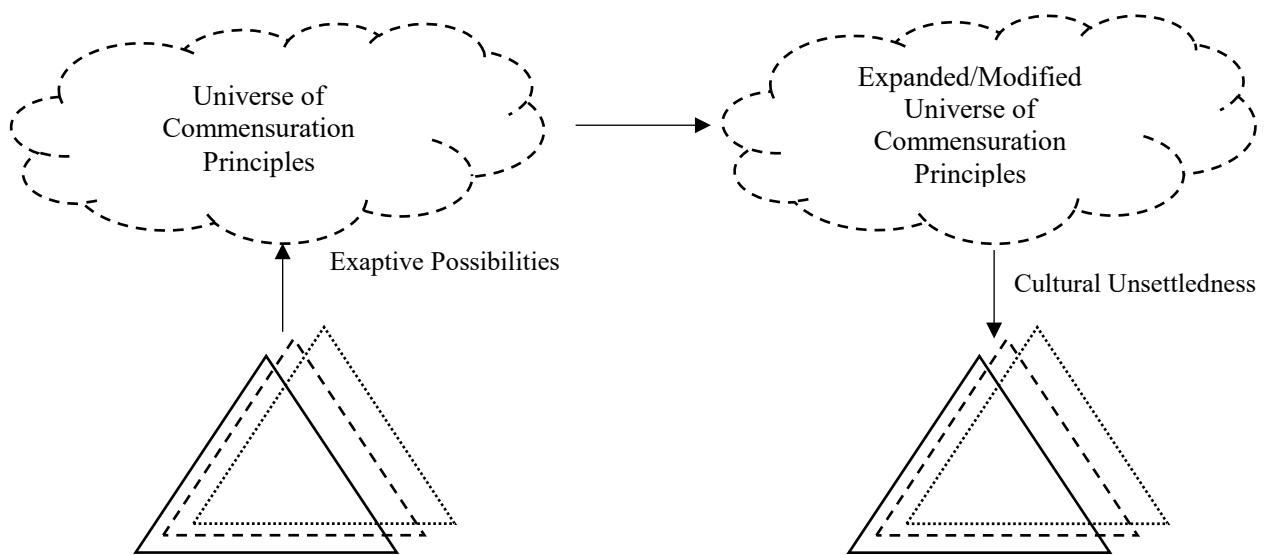 Universe of
Commensuration
Principles
Expanded/Modified
Universe of
Commensuration
Principles
Exaptive Possibilities
Cultural Unsettledness